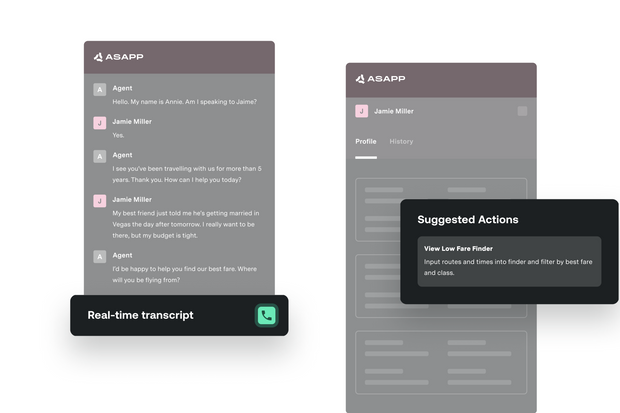 ASAPP
A
Agent
Hello. My name is Annie. Am I speaking to Jaime?
J
Jamie Miller
Yes.
A
Agent
I see you've been travelling with us for more than 5
years. Thank you. How can I help you today?
J
Jamie Miller
My best friend just told me he's getting married in
Vegas the day after tomorrow. I really want to be
there, but my budget is tight.
A
Agent
I'd be happy to help you find our best fare. Where
will you be flying from?
Real-time transcript
ASAPP
J
Jamie Miller
Profile
History
Suggested Actions
View Low Fare Finder
Input routes and times into finder and filter by best fare
and class.